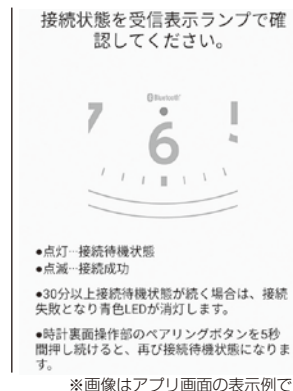 接続状態を受信表示ランプで確
認してください。
Bluetooth®
7
6
●点灯…接続待機状態
●点滅…接続成功
●30分以上接続待機状態が続く場合は、接続
失敗となり青色LEDが消灯します。
●時計裏面操作部のペアリングボタンを5秒
間押し続けると、再び接続待機状態になりま
す。
※画像はアプリ画面の表示例で